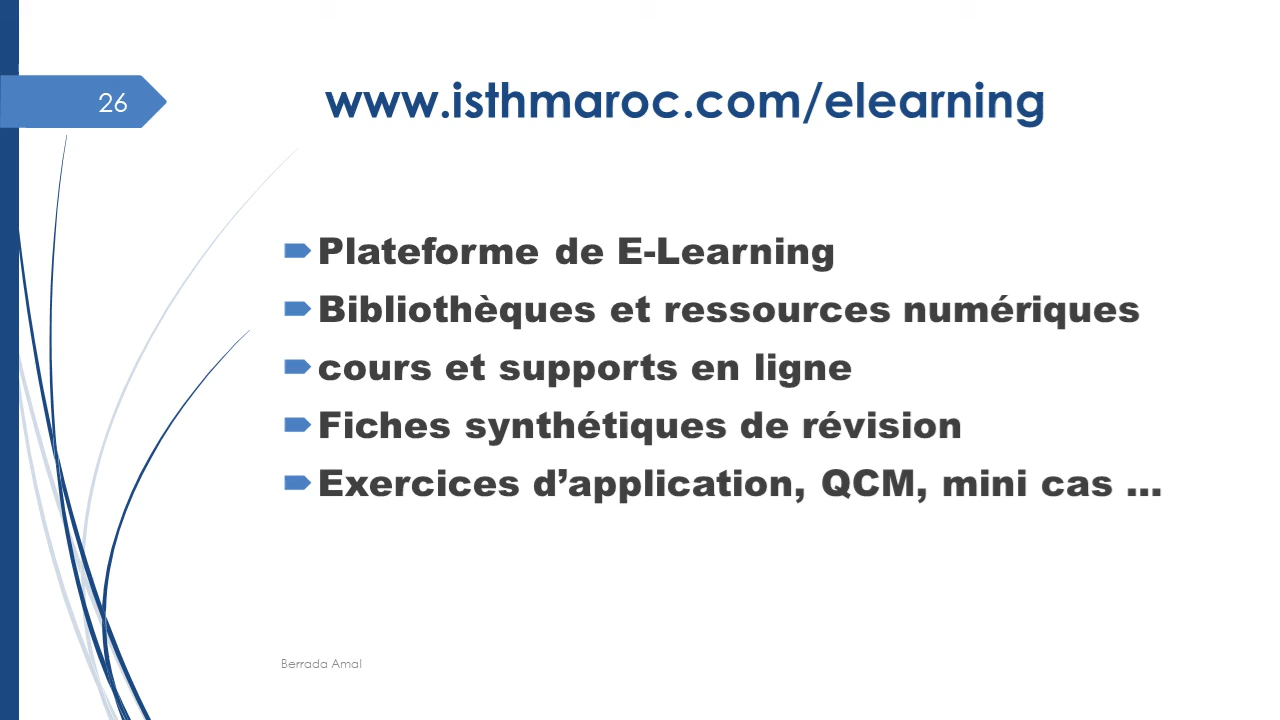 26
www.isthmaroc.com/elearning
Plateforme de E-Learning
Bibliothèques et ressources numériques
cours et supports en ligne
Fiches synthétiques de révision
Exercices d’application, QCM, mini cas ...
Berrada Amal